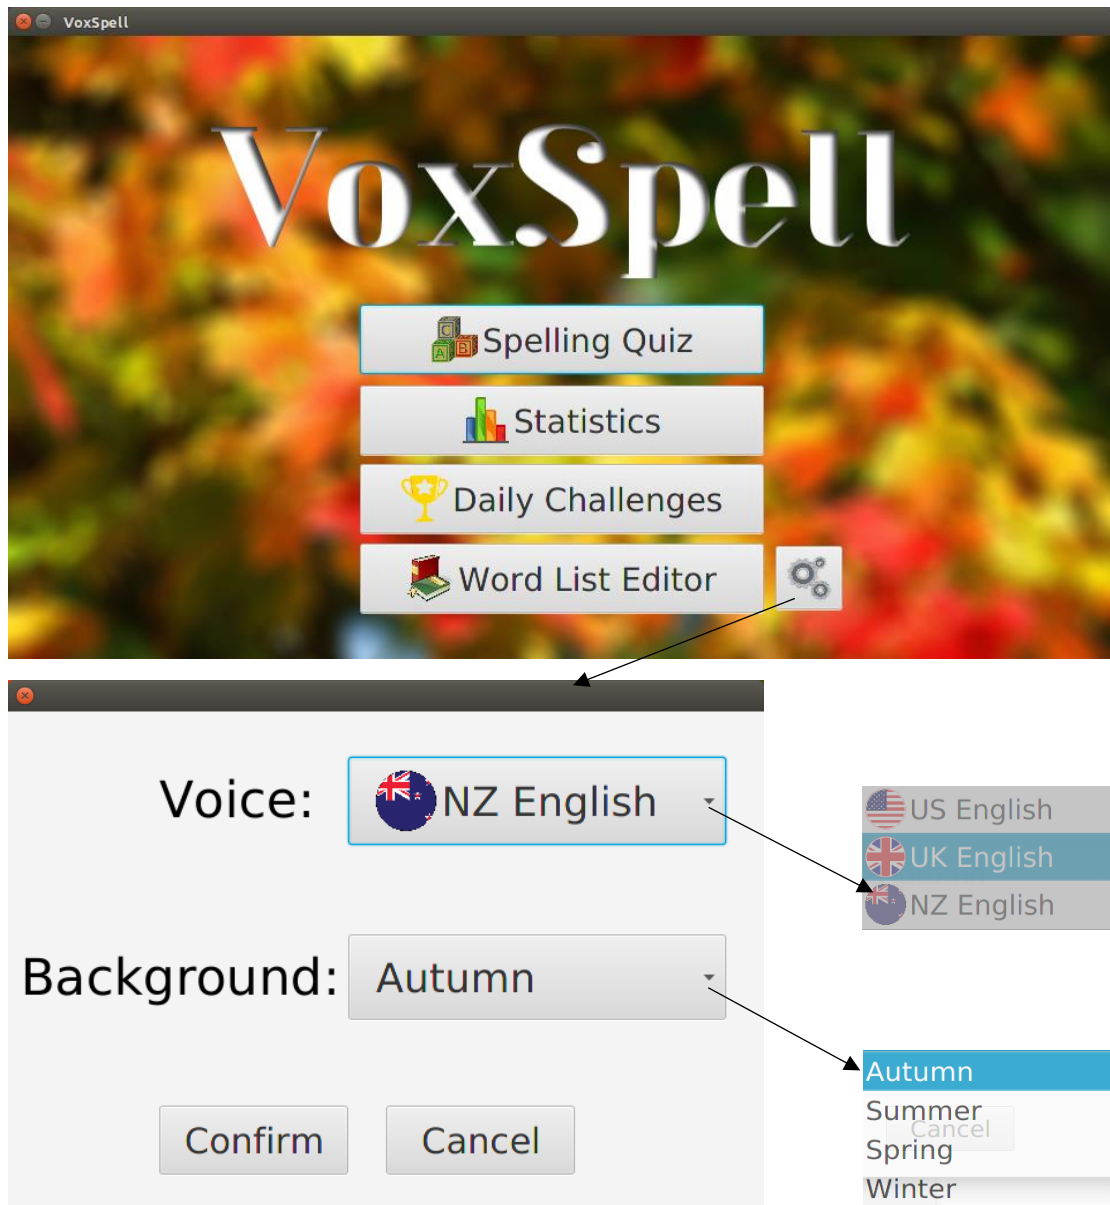 VoxSpell
VoxSpell
Spelling Quiz
Statistics
Daily Challenges
Word List Editor
Voice:
NZ English
US English
UK English
NZ English
Background:
Autumn
Autumn
Summer
Cancel
Spring
Winter
Confirm
Cancel